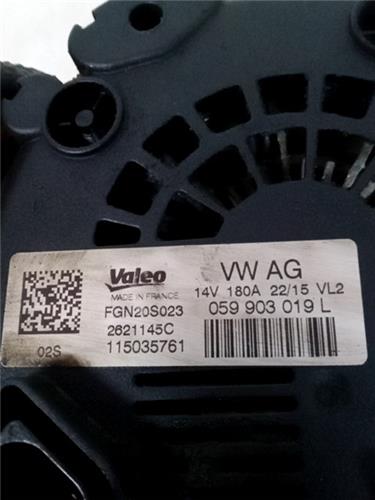 Valeo
MADE IN FRANCE
FGN20S023
2621145C
115035761
02S
VW AG
14V 180A 22/15 VL2
059 903 019 L